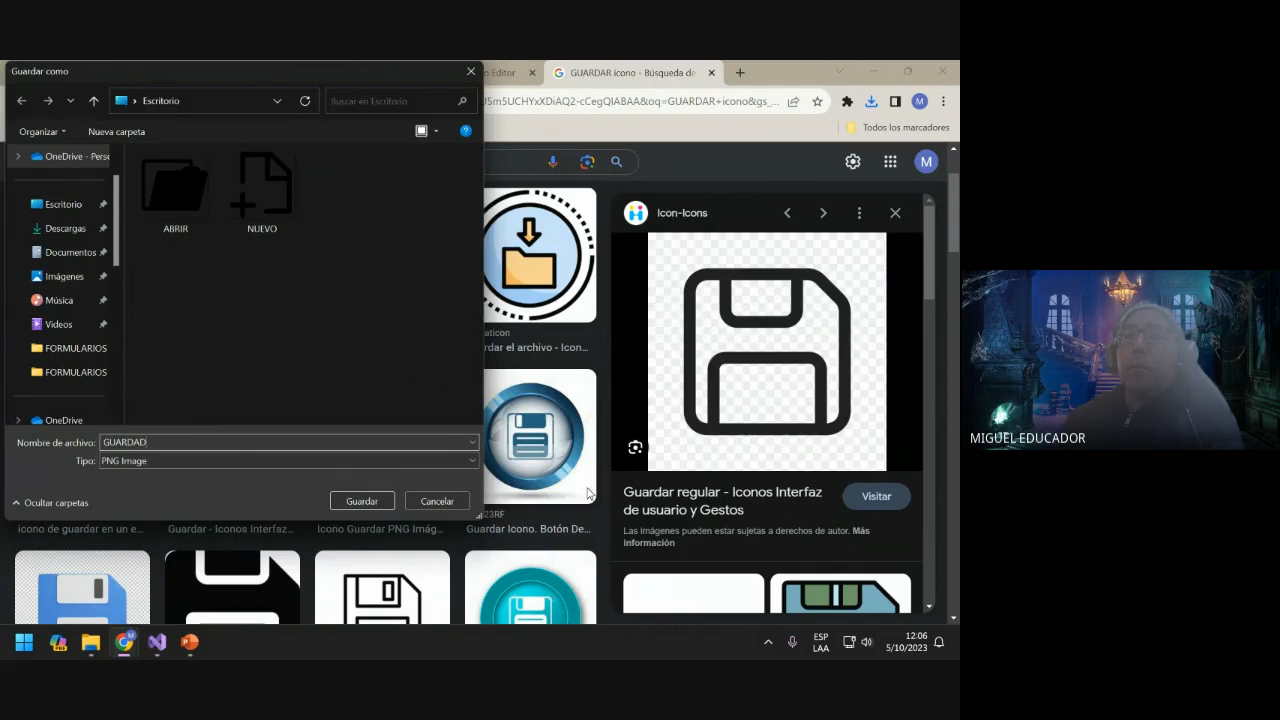 Guardar como
o Editor
GUARDAR icono - Búsqueda de
Escritorio
Buscar en Escritorio
J5m5UCHYxXDiAQ2-cCegQIABAA&oq=GUARDAR+icono&gs_...
M
Organizar
Nueva carpeta
Todos los marcadores
OneDrive - Perso
M
Escritorio
Descargas
Documentos
Imágenes
Música
Videos
FORMULARIOS
FORMULARIOS
OneDrive
ABRIR
NUEVO
Nombre de archivo:
GUARDAD
Tipo:
PNG Image
Ocultar carpetas
Guardar
Cancelar
aticon
rdar el archivo - Icon...
Icon-Icons
Guardar regular - Iconos Interfaz
de usuario y Gestos
Visitar
Las imágenes pueden estar sujetas a derechos de autor. Más
información
23RF
icono de guardar en un e...
Guardar - Iconos Interfaz...
Icono Guardar PNG Imág...
Guardar Icono. Botón De...
MIGUEL EDUCADOR
ESP
LAA
12:06
5/10/2023